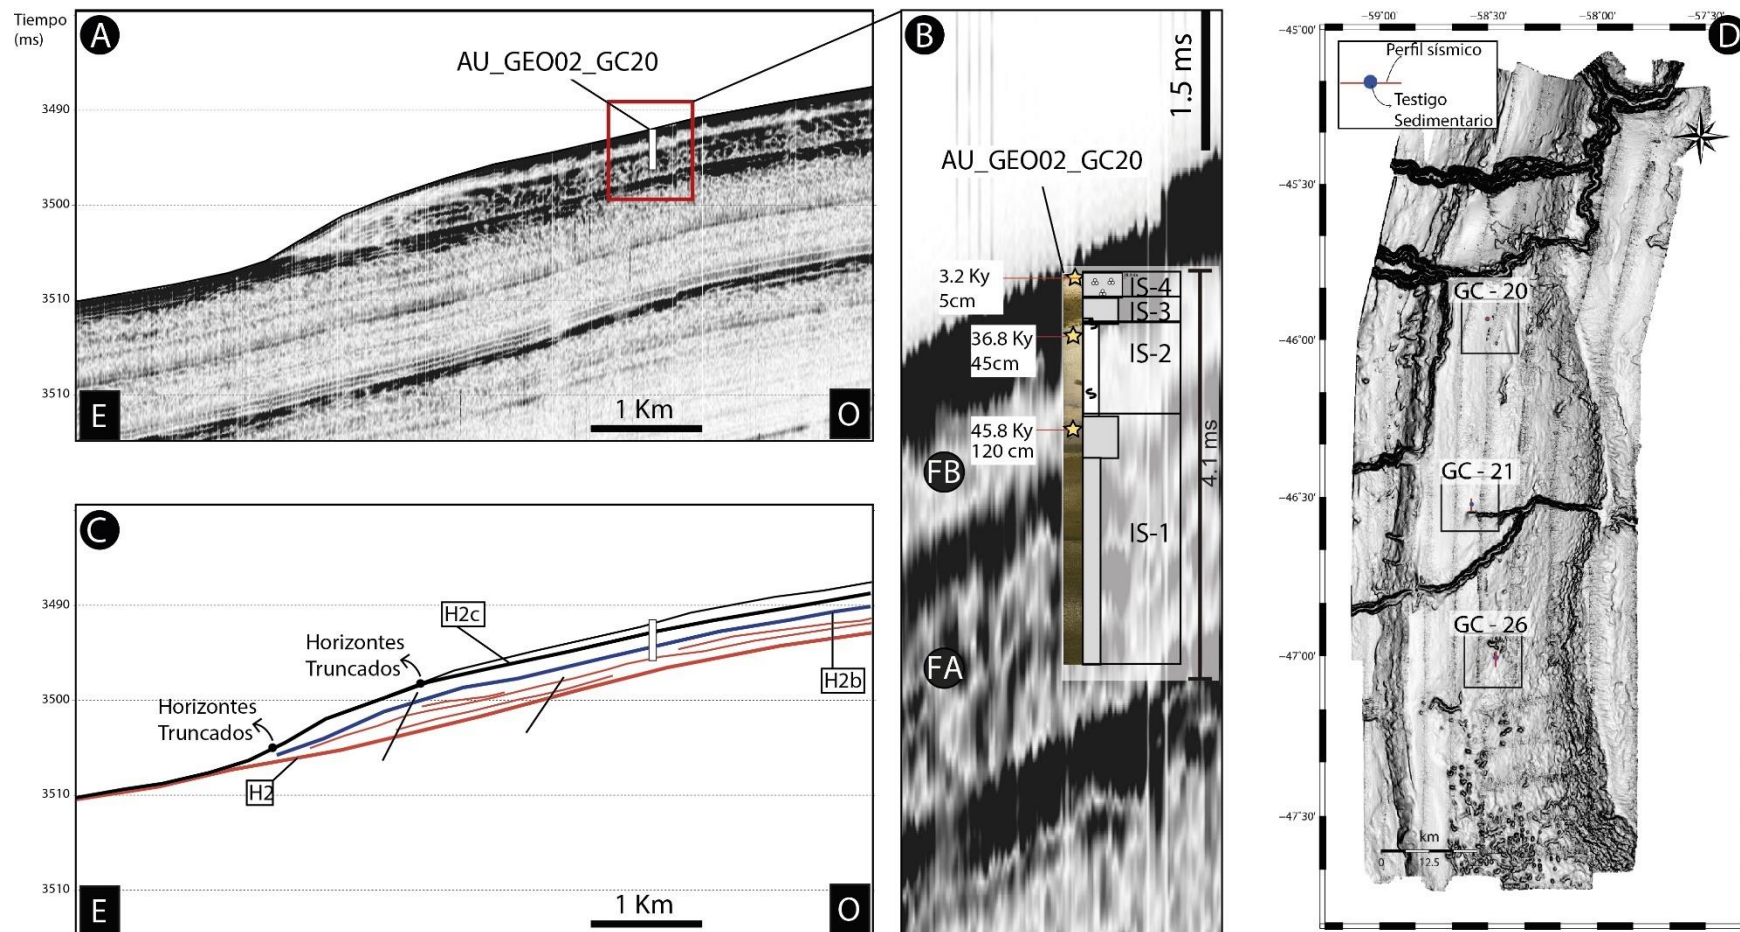 Tiempo
(ms)
A
AU_GEO02_GC20
3490
3500
3510
3510
E
1 Km
O
B
1.5 ms
AU_GEO02_GC20
3.2 Ky
5cm
36.8 Ky
45cm
45.8 Ky
120 cm
IS-4
IS-3
IS-2
IS-1
4.1 ms
FB
FA
C
3490
3500
3510
3510
Horizontes
Truncados
Horizontes
Truncados
H2c
H2b
H2
E
1 Km
O
D
-59°00'
-58°30'
-58°00'
-57°30'
-45°00'
-45°30'
-46°00'
-46°30'
-47°00'
-47°30'
Perfil sísmico
Testigo
Sedimentario
GC - 20
GC - 21
GC - 26
km
0
12.5